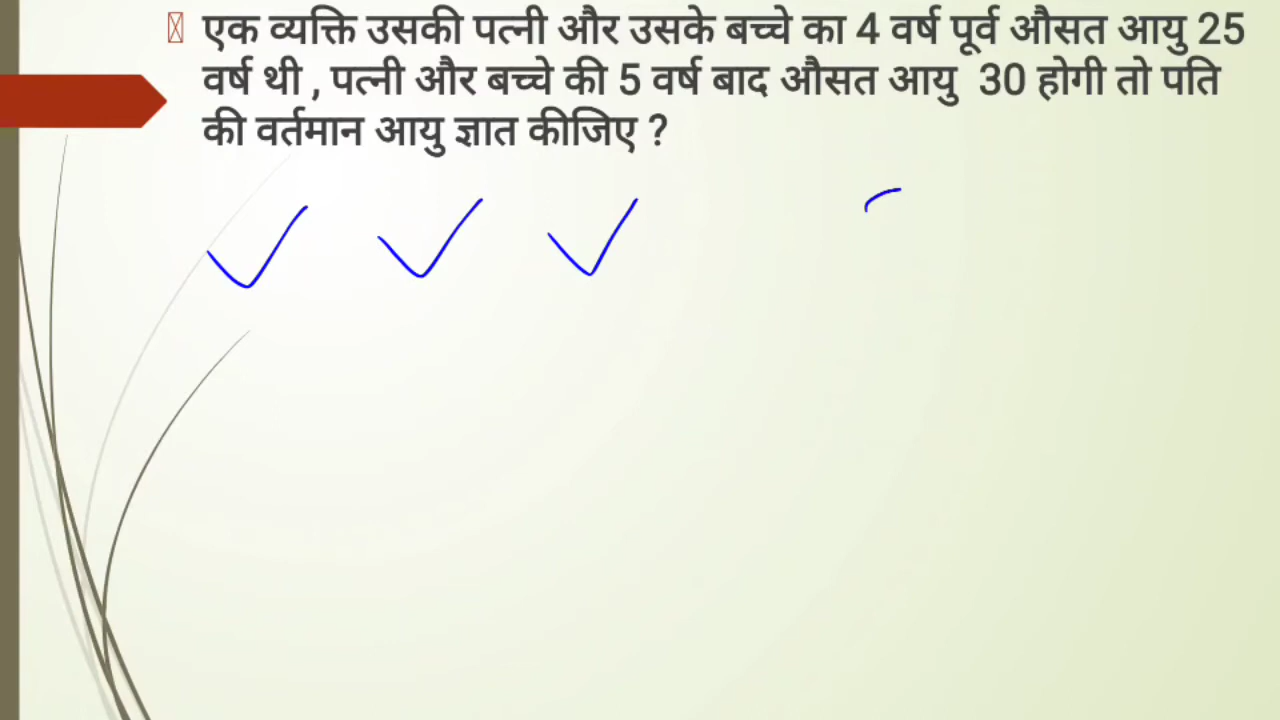 एक व्यक्ति उसकी पत्नी और उसके बच्चे का 4 वर्ष पूर्व औसत आयु 25
वर्ष थी , पत्नी और बच्चे की 5 वर्ष बाद औसत आयु 30 होगी तो पति
की वर्तमान आयु ज्ञात कीजिए ?